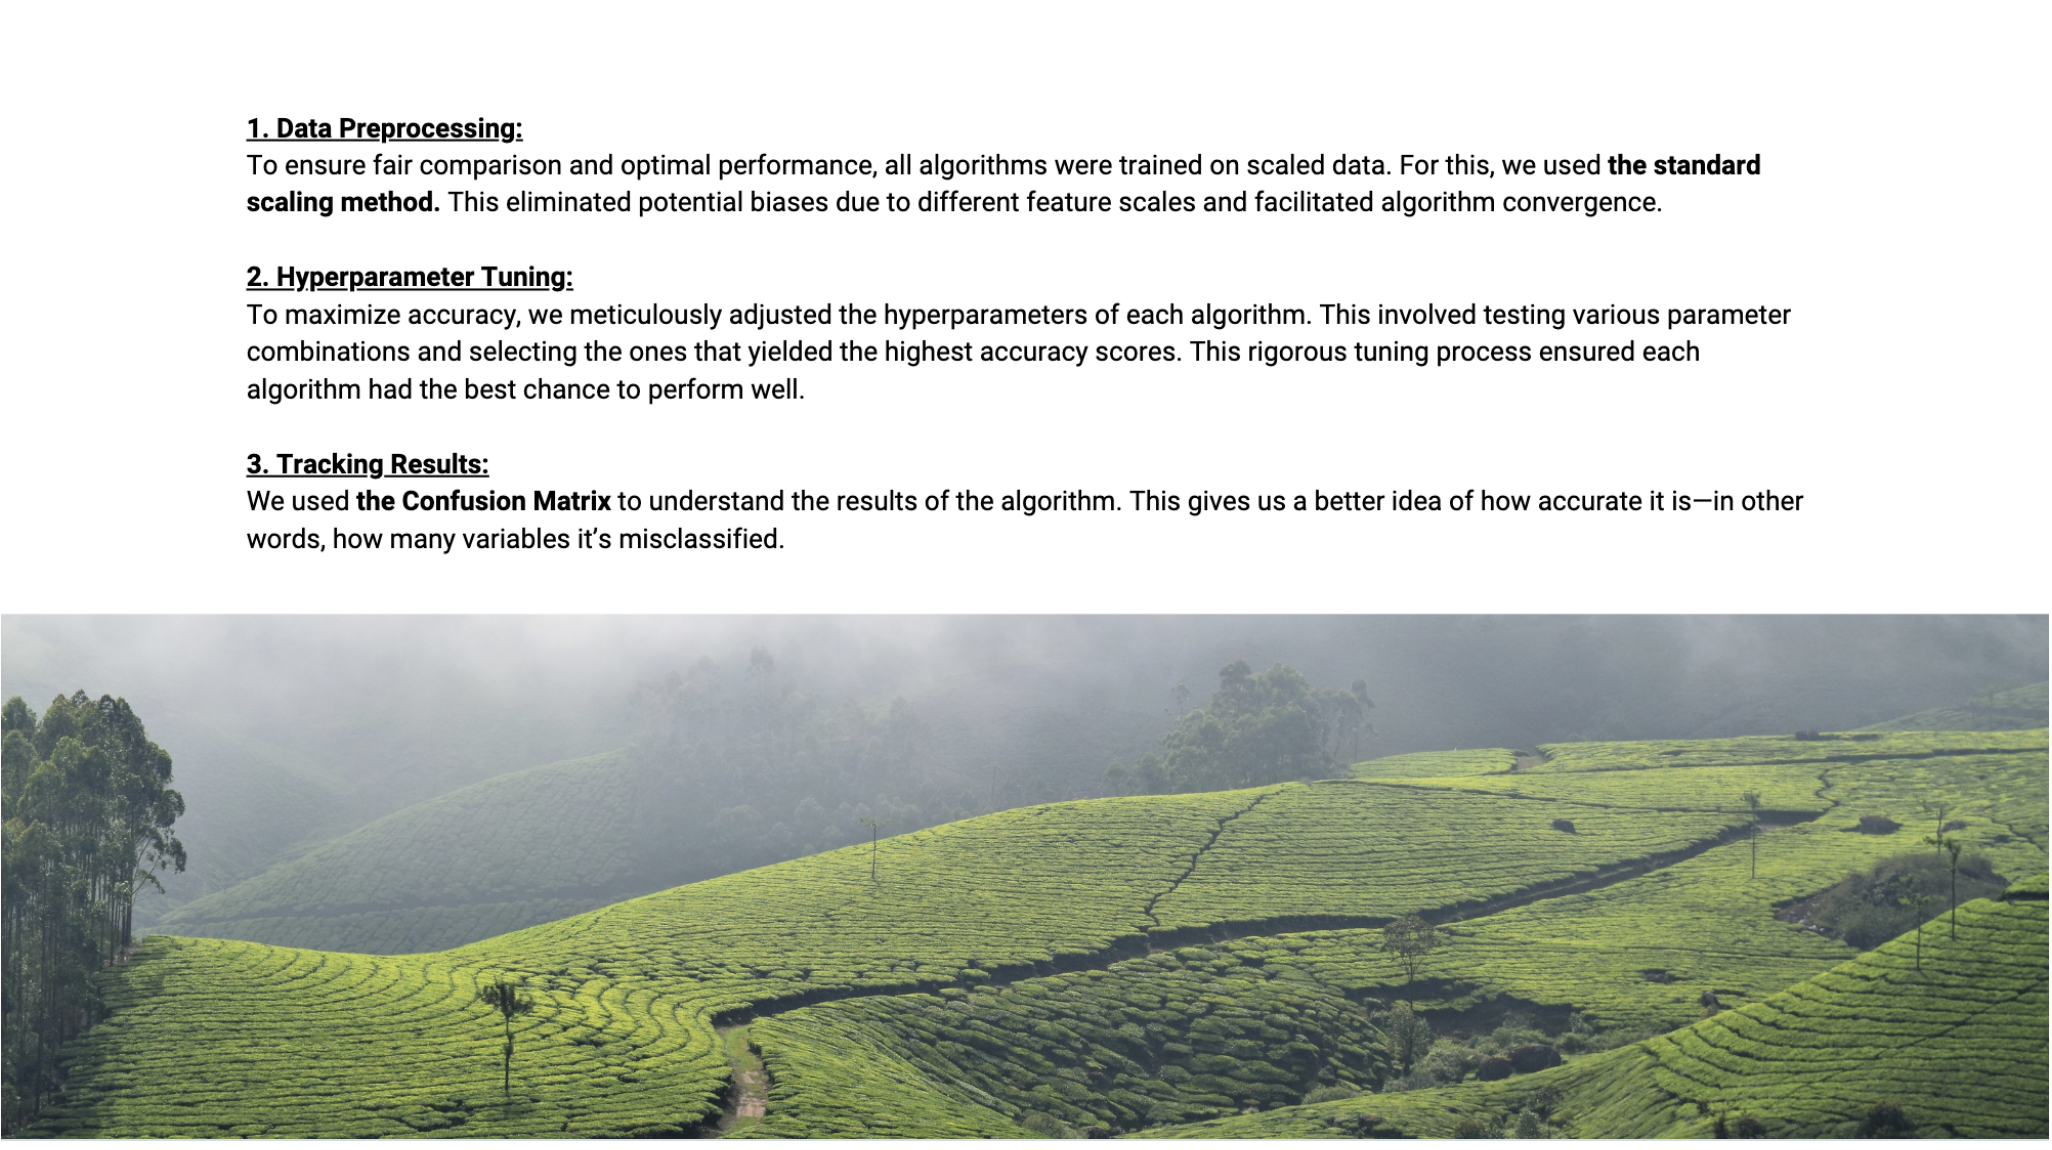 1. Data Preprocessing:
To ensure fair comparison and optimal performance, all algorithms were trained on scaled data. For this, we used the standard
scaling method. This eliminated potential biases due to different feature scales and facilitated algorithm convergence.
2. Hyperparameter Tuning:
To maximize accuracy, we meticulously adjusted the hyperparameters of each algorithm. This involved testing various parameter
combinations and selecting the ones that yielded the highest accuracy scores. This rigorous tuning process ensured each
algorithm had the best chance to perform well.
3. Tracking Results:
We used the Confusion Matrix to understand the results of the algorithm. This gives us a better idea of how accurate it is—in other
words, how many variables it’s misclassified.